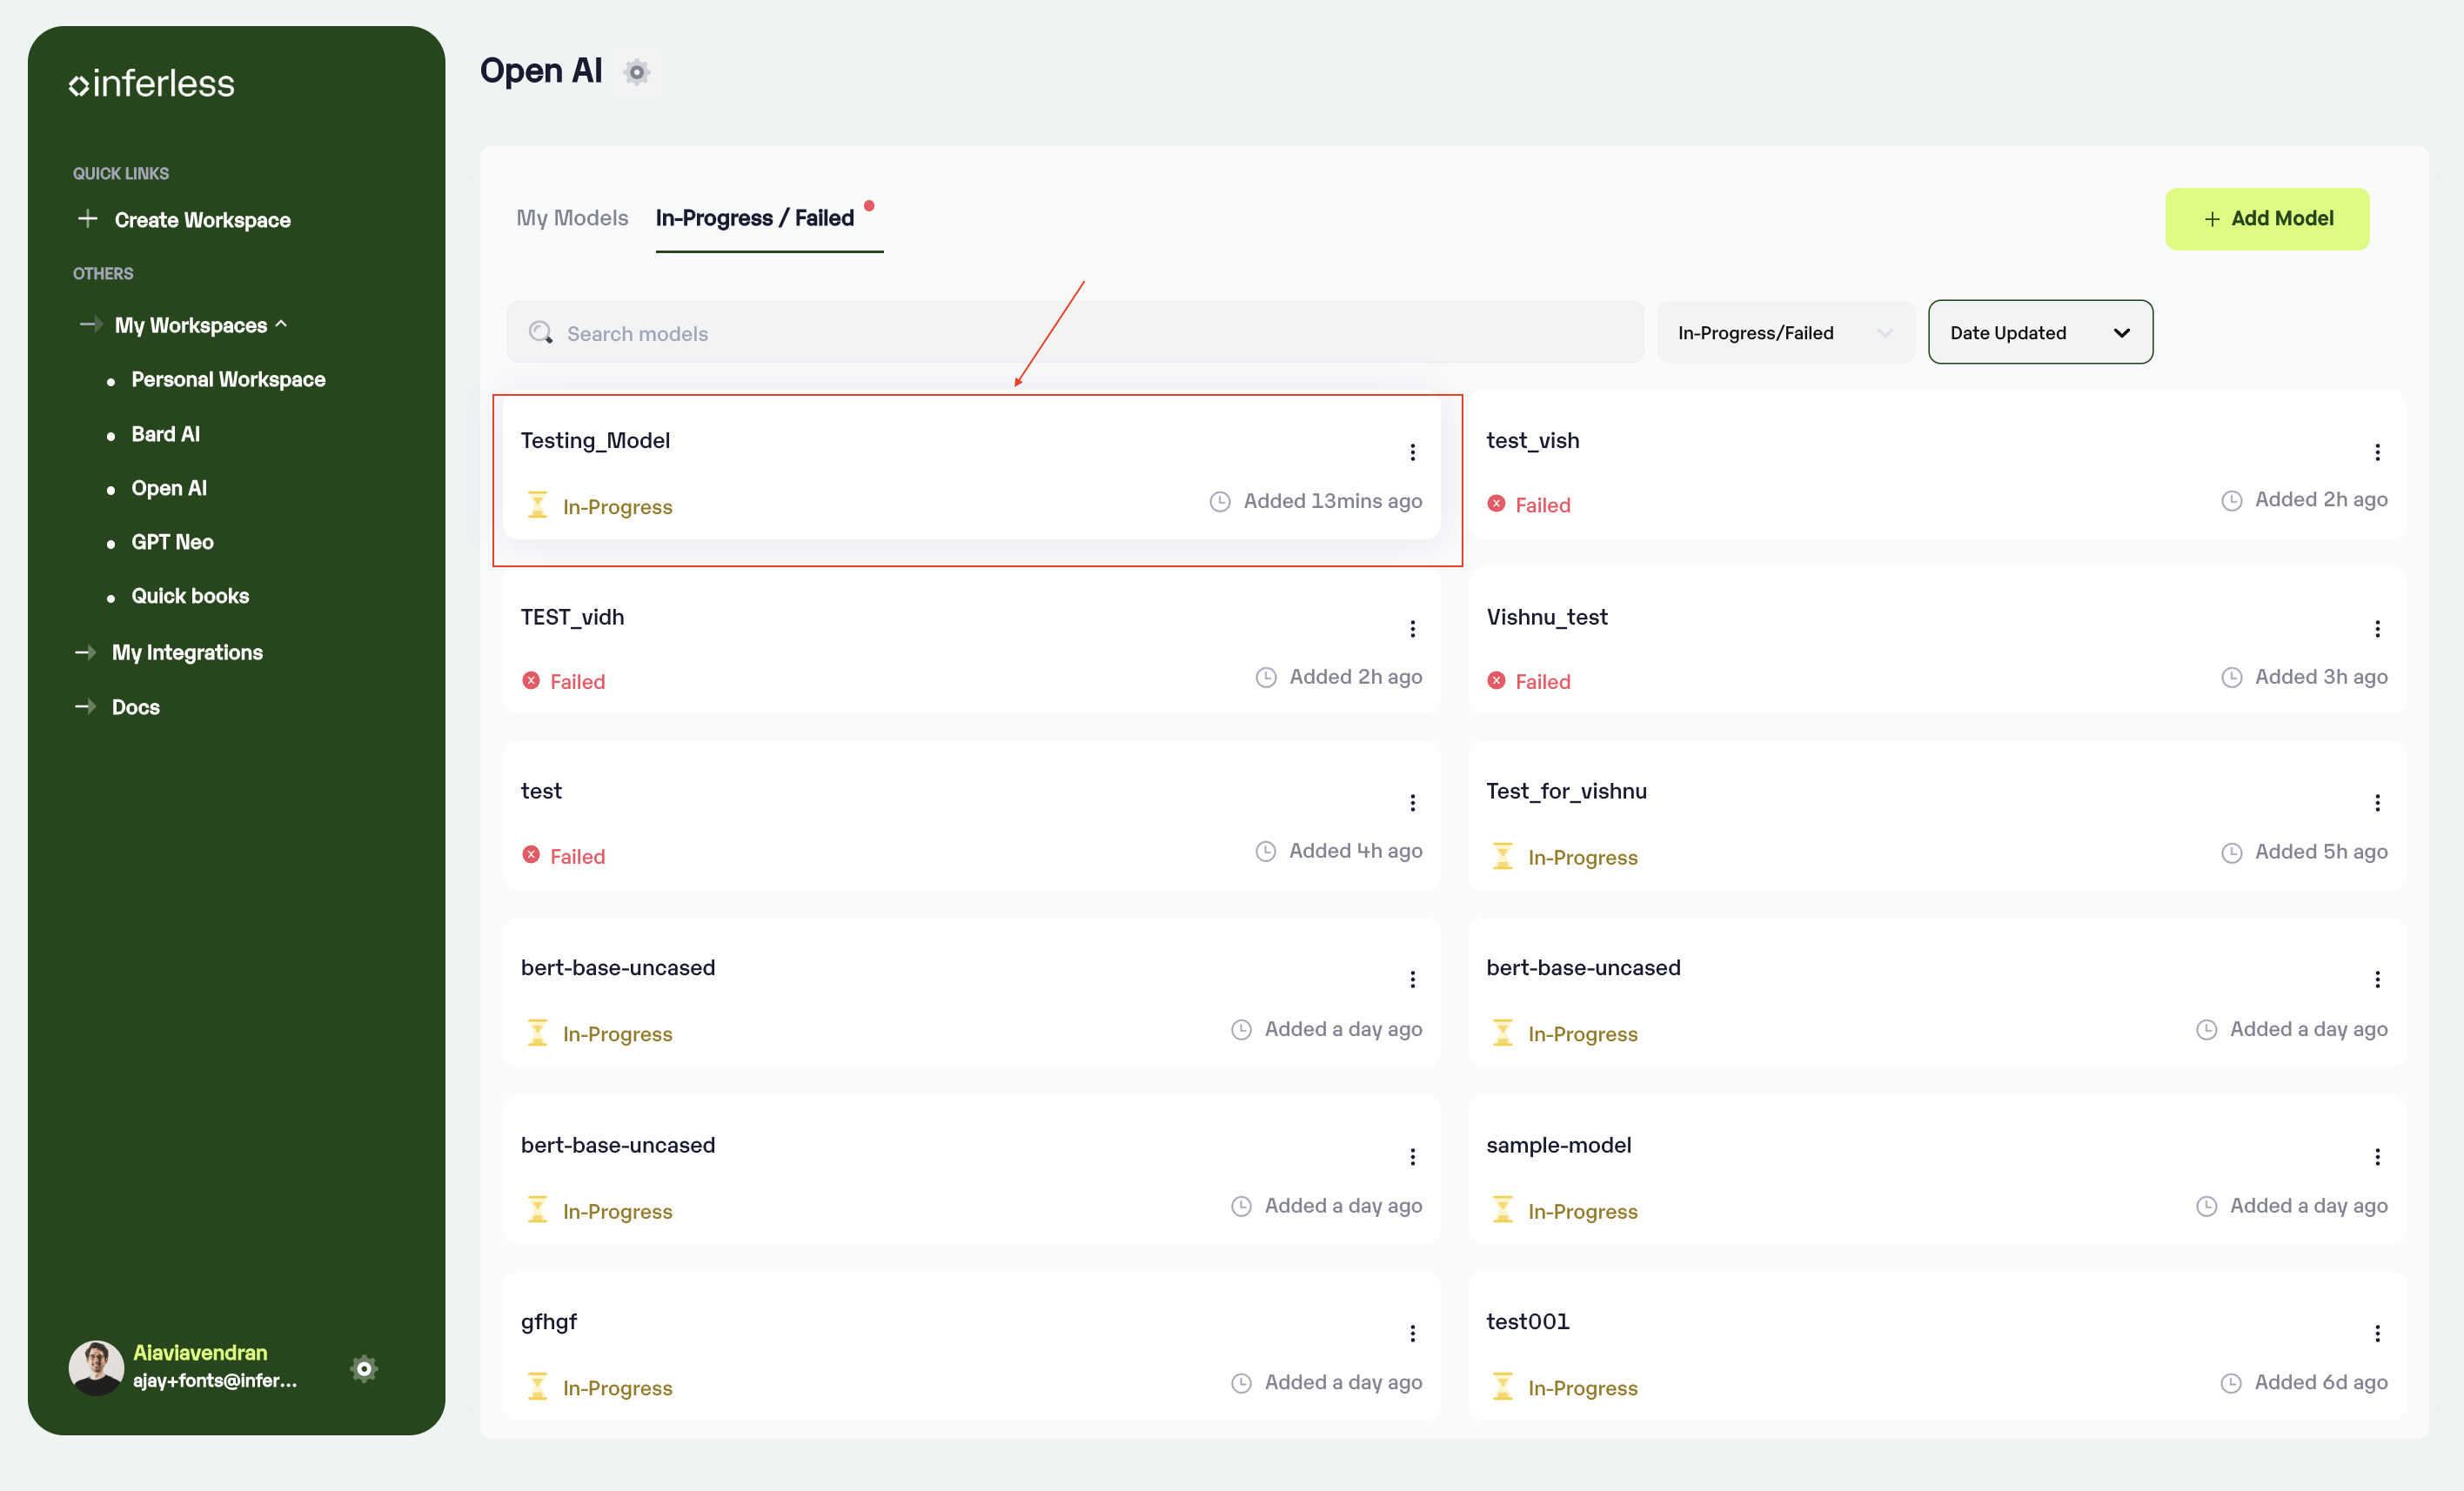 inferless
QUICK LINKS
Create Workspace
OTHERS
My Workspaces
Personal Workspace
Bard AI
Open AI
GPT Neo
Quick books
My Integrations
Docs
Aiaviavendran
ajay+fonts@infer...
Open AI
My Models
In-Progress / Failed
Add Model
Search models
In-Progress/Failed
Date Updated
Testing_Model
In-Progress
Added 13mins ago
test_vish
Failed
Added 2h ago
TEST_vidh
Failed
Added 2h ago
Vishnu_test
Failed
Added 3h ago
test
Failed
Added 4h ago
Test_for_vishnu
In-Progress
Added 5h ago
bert-base-uncased
In-Progress
Added a day ago
bert-base-uncased
In-Progress
Added a day ago
bert-base-uncased
In-Progress
Added a day ago
sample-model
In-Progress
Added a day ago
gfhgf
In-Progress
Added a day ago
test001
In-Progress
Added 6d ago